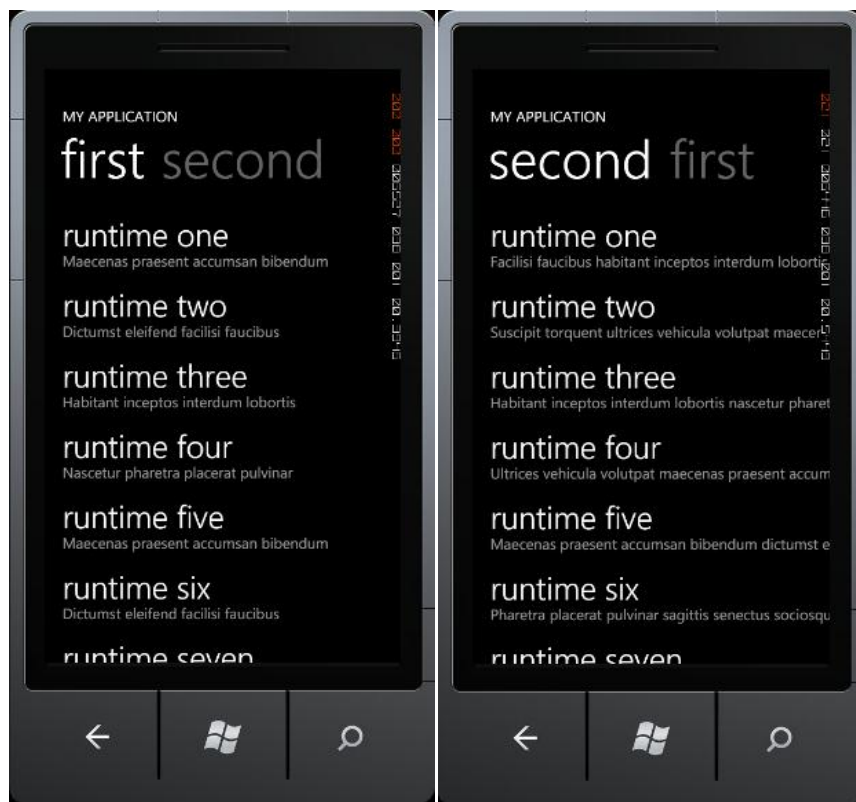 MY APPLICATION
first second
runtime one
Maecenas praesent accumsan bibendum
runtime two
Dictumst eleifend facilisi faucibus
runtime three
Habitant inceptos interdum lobortis
runtime four
Nascetur pharetra placerat pulvinar
runtime five
Maecenas praesent accumsan bibendum
runtime six
Dictumst eleifend facilisi faucibus
runtime seven
MY APPLICATION
second first
runtime one
Facilisi faucibus habitant inceptos interdum lobortis
runtime two
Suscipit torquent ultrices vehicula volutpat maecen
runtime three
Habitant inceptos interdum lobortis nascetur pharet
runtime four
Ultrices vehicula volutpat maecenas praesent accum
runtime five
Maecenas praesent accumsan bibendum dictumst e
runtime six
Pharetra placerat pulvinar sagittis senectus sociosqu
runtime seven